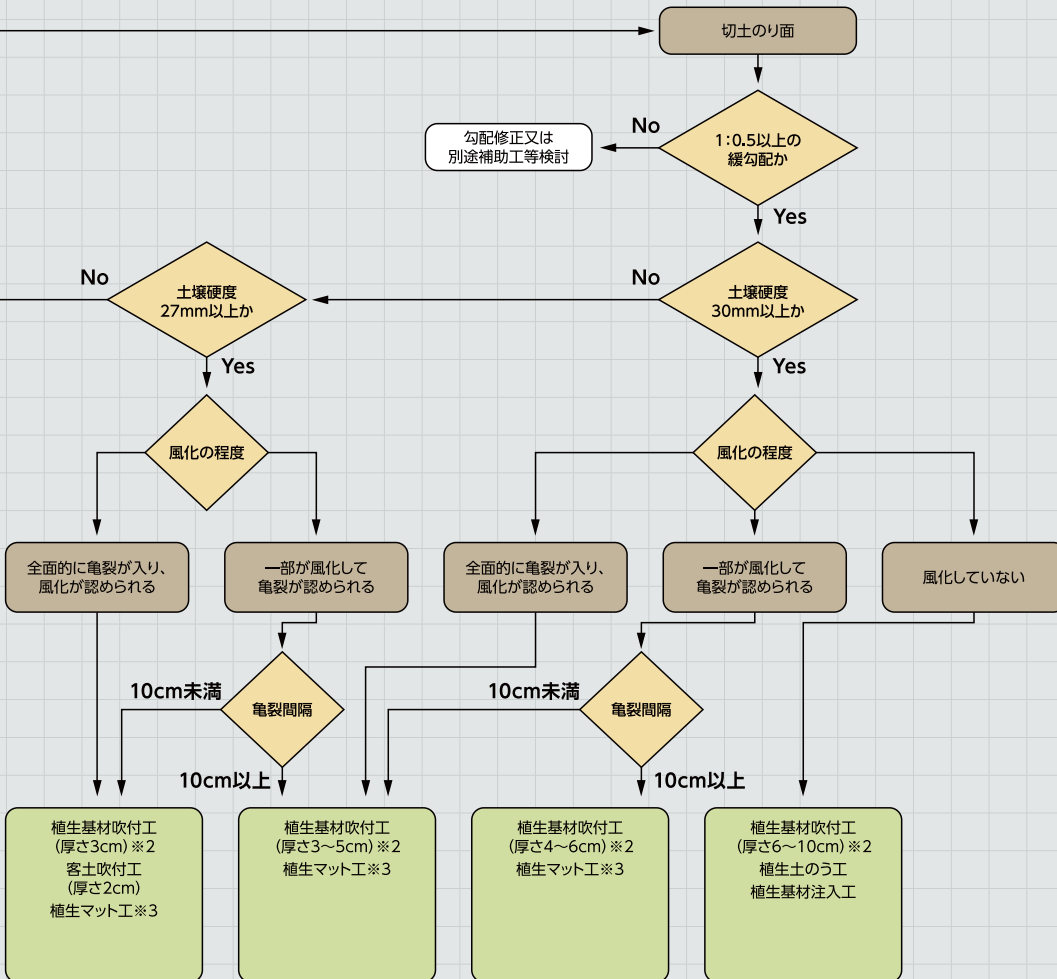 切土のり面
1:0.5以上の
緩勾配か
No
勾配修正又は
別途補助工等検討
Yes
土壌硬度
30mm以上か
No
土壌硬度
27mm以上か
No
Yes
Yes
風化の程度
風化の程度
全面的に亀裂が入り、
風化が認められる
一部が風化して
亀裂が認められる
全面的に亀裂が入り、
風化が認められる
一部が風化して
亀裂が認められる
風化していない
10cm未満
亀裂間隔
10cm以上
10cm未満
亀裂間隔
10cm以上
植生基材吹付工
(厚さ3cm)※2
客土吹付工
(厚さ2cm)
植生マット工※3
植生基材吹付工
(厚さ3〜5cm)※2
植生マット工※3
植生基材吹付工
(厚さ4〜6cm)※2
植生マット工※3
植生基材吹付工
(厚さ6〜10cm)※2
植生土のう工
植生基材注入工